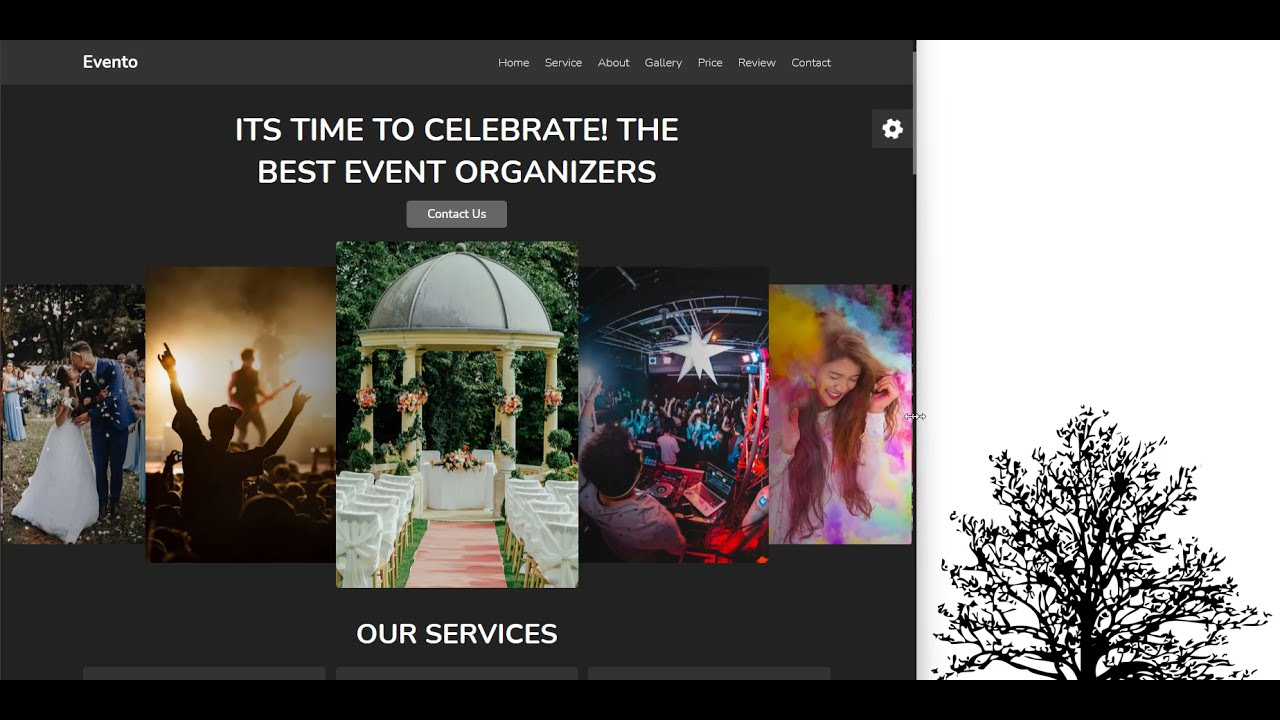 Evento
Home Service About Gallery Price Review Contact
ITS TIME TO CELEBRATE! THE
BEST EVENT ORGANIZERS
Contact Us
OUR SERVICES